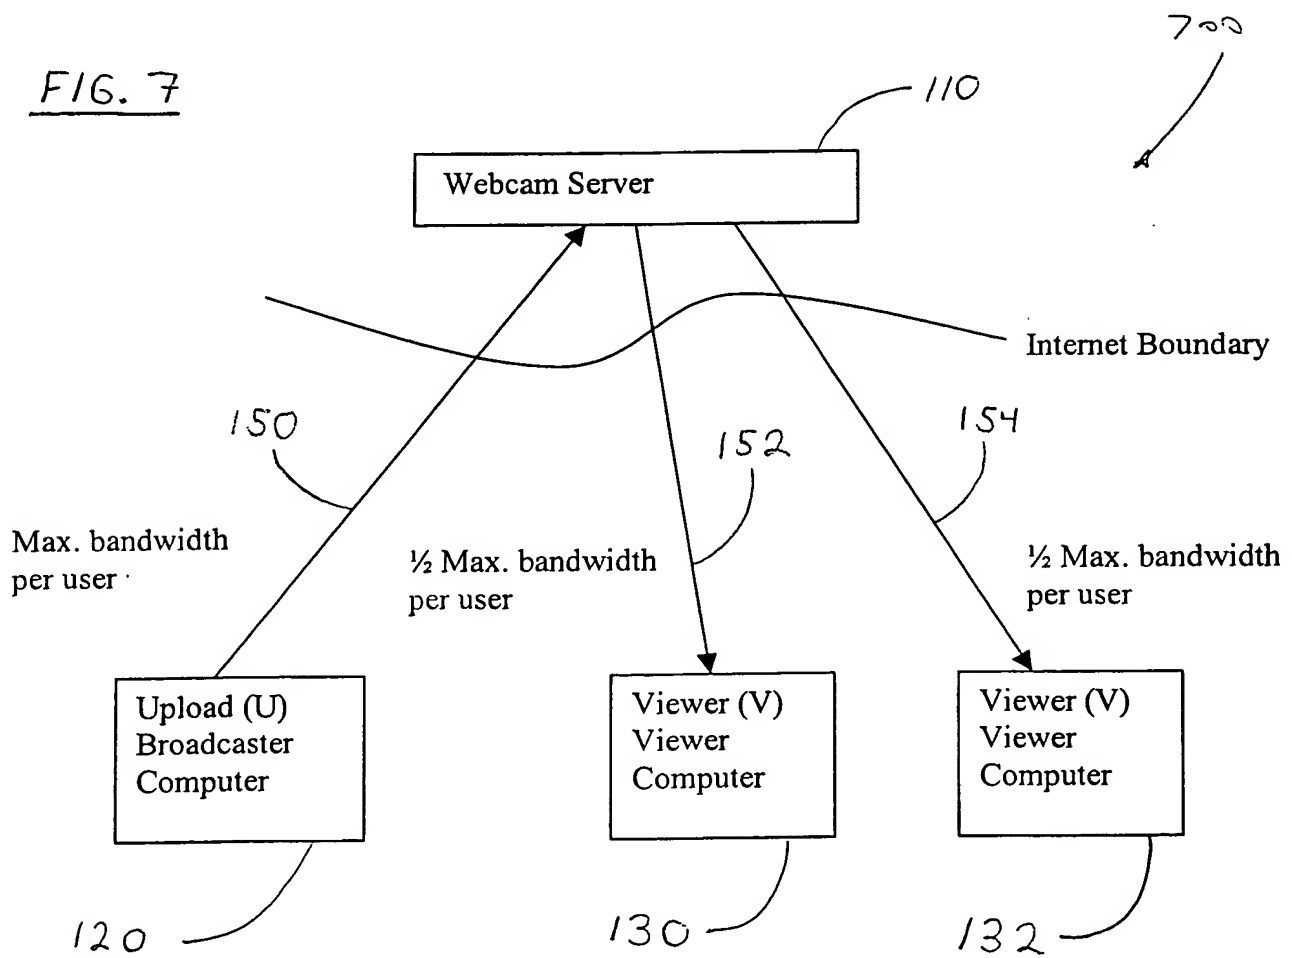 700
FIG. 7
110
Webcam Server
Internet Boundary
150
152
154
Max. bandwidth
per user
½ Max. bandwidth
per user
½ Max. bandwidth
per user
Upload (U)
Broadcaster
Computer
Viewer (V)
Viewer
Computer
Viewer (V)
Viewer
Computer
120
130
132